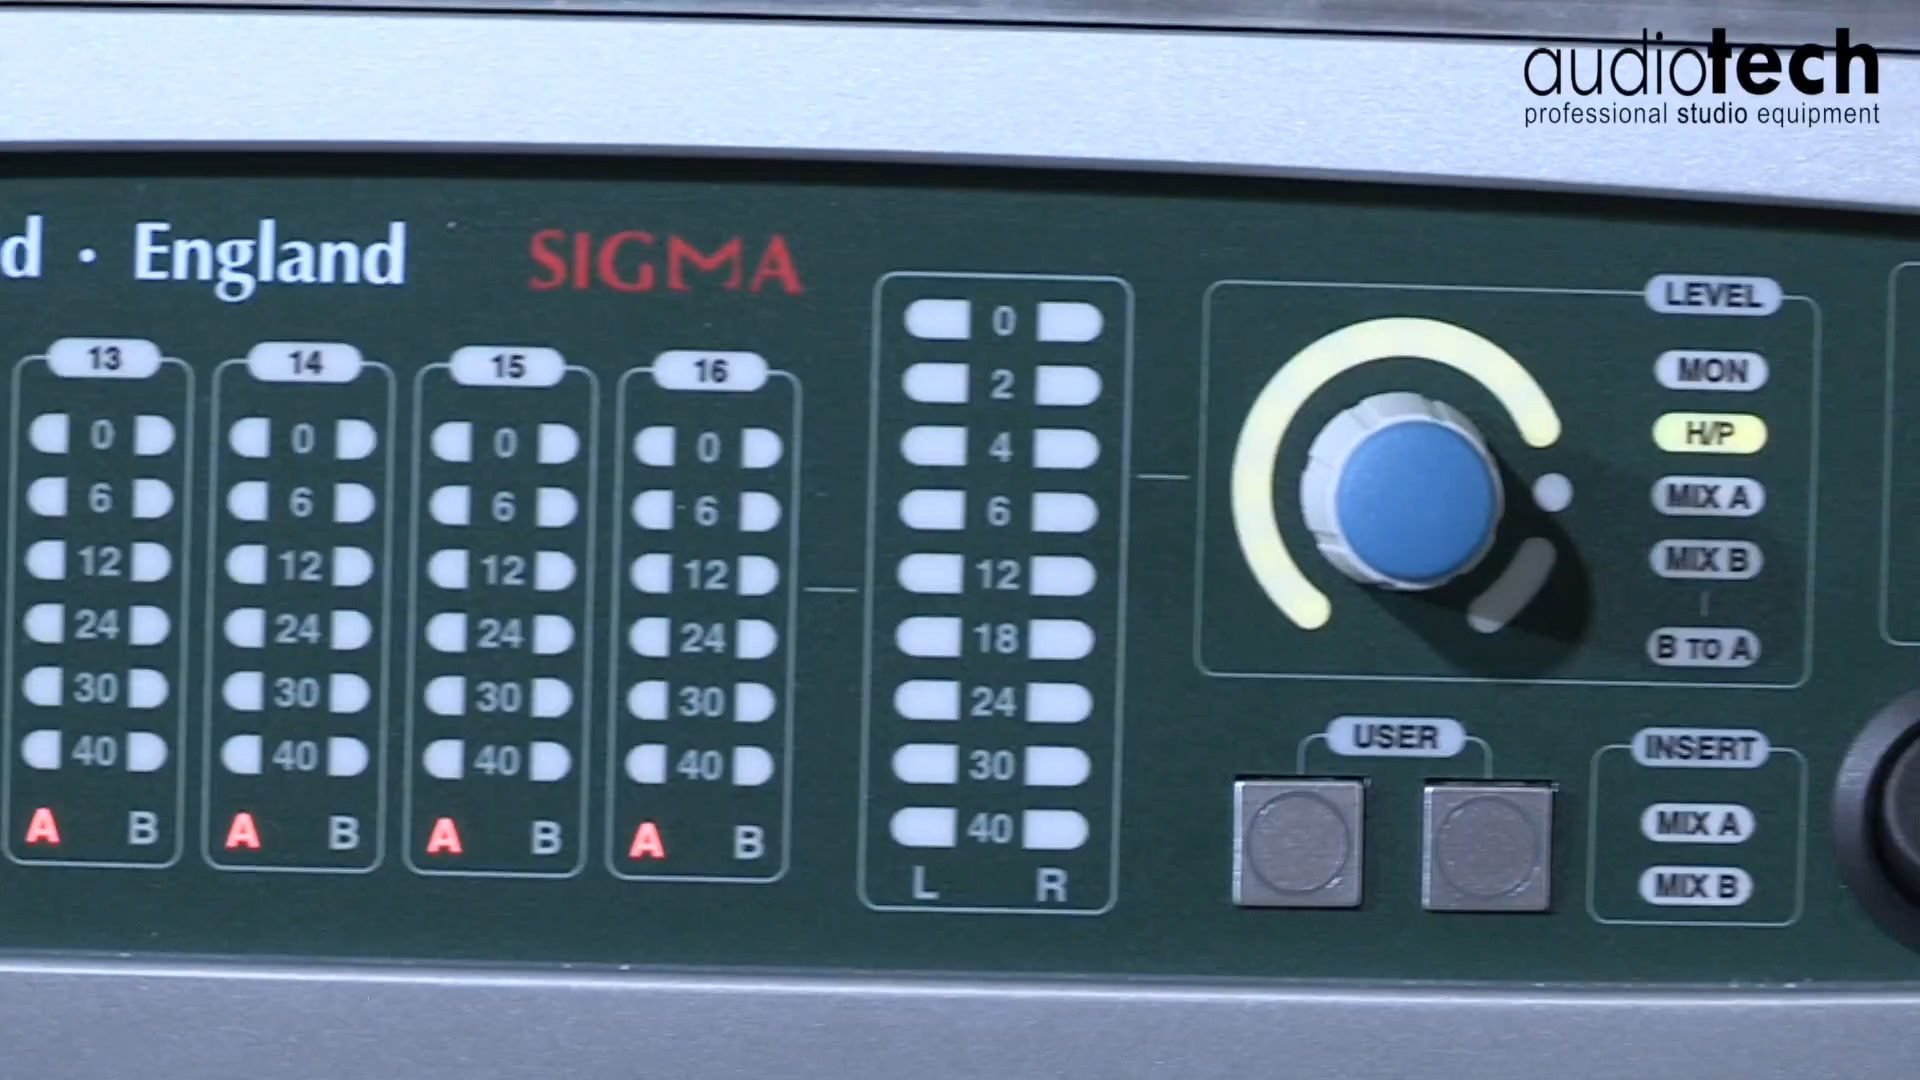 audiotech
professional studio equipment
d · England
SIGMA
13
0
6
12
24
30
40
A B
14
0
6
12
24
30
40
A B
15
0
6
12
24
30
40
A B
16
0
6
12
24
30
40
A B
0
2
4
6
12
18
24
30
40
L R
LEVEL
MON
H/P
MIX A
MIX B
B TO A
USER
INSERT
MIX A
MIX B